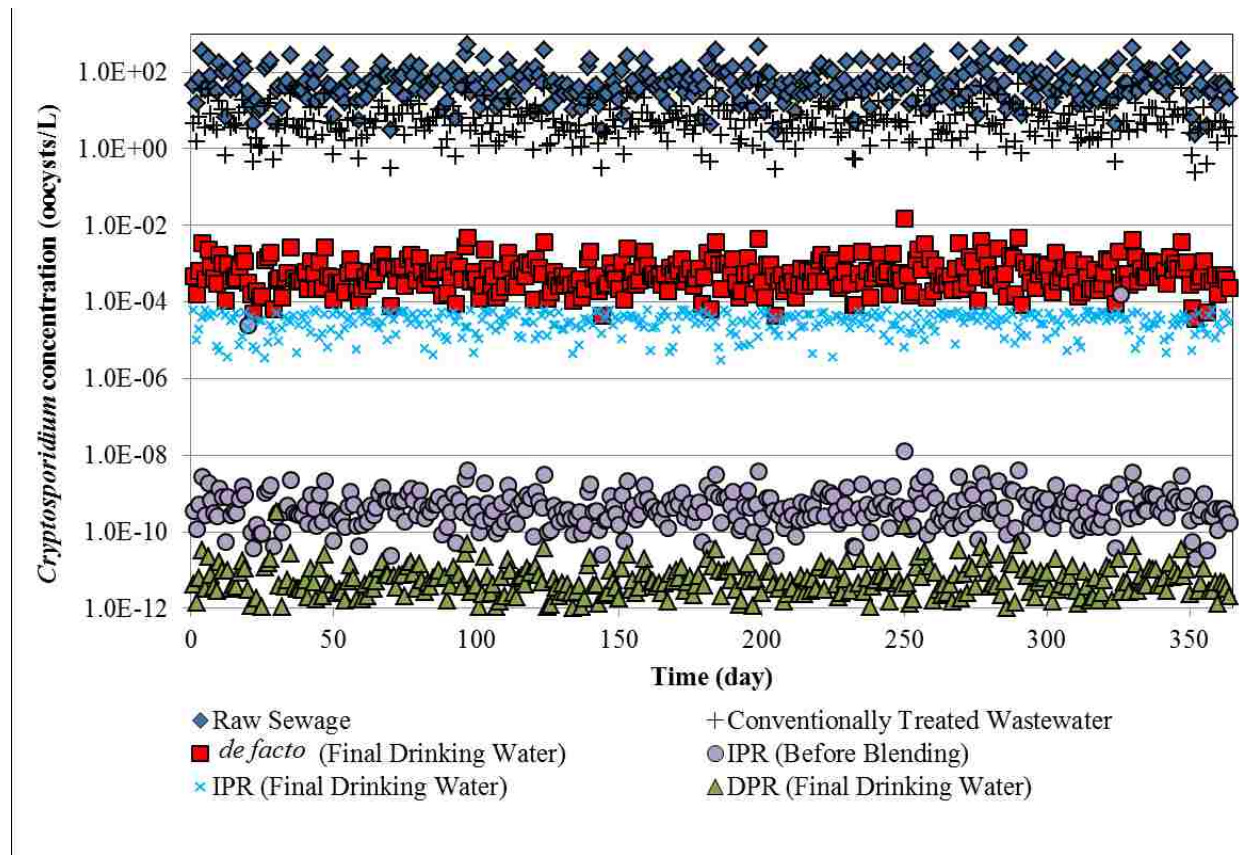 Cryptosporidium concentration (oocysts/L)
1.0E+02
1.0E+00
1.0E-02
1.0E-04
1.0E-06
1.0E-08
1.0E-10
1.0E-12
0 50 100 150 200 250 300 350
Time (day)
Raw Sewage
Conventionally Treated Wastewater
de facto (Final Drinking Water)
IPR (Before Blending)
IPR (Final Drinking Water)
DPR (Final Drinking Water)